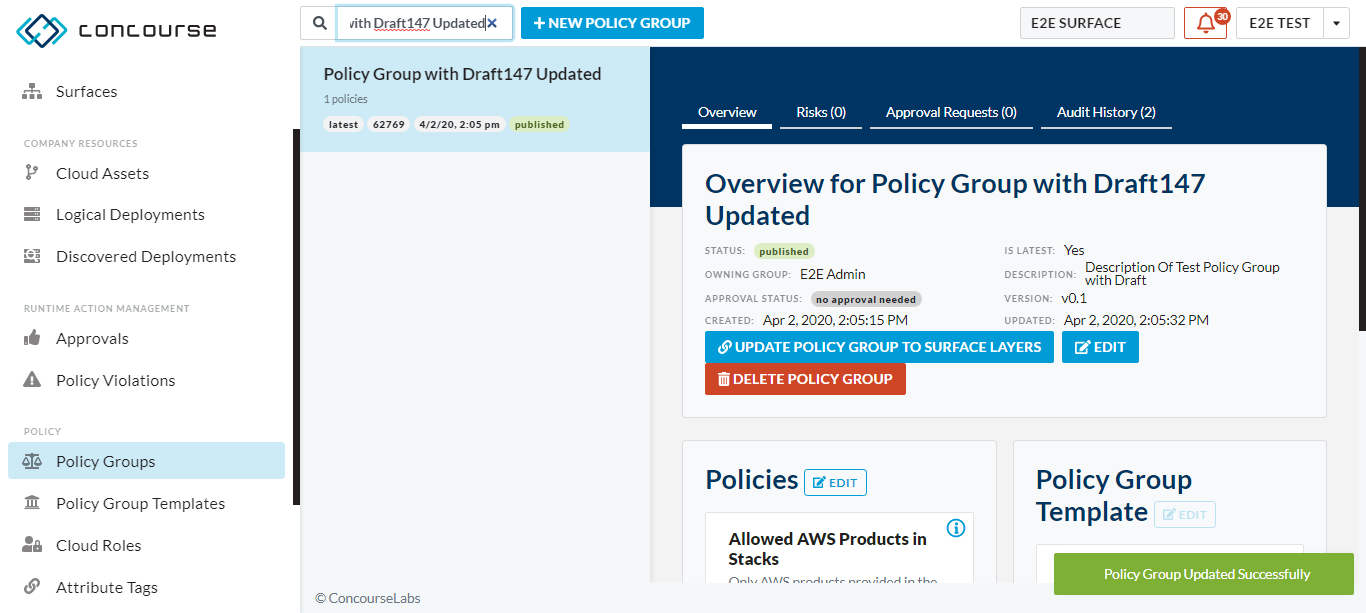 concourse
with Draft147 Updated
NEW POLICY GROUP
E2E SURFACE
30
E2E TEST
Surfaces
COMPANY RESOURCES
Cloud Assets
Logical Deployments
Discovered Deployments
RUNTIME ACTION MANAGEMENT
Approvals
Policy Violations
POLICY
Policy Groups
Policy Group Templates
Cloud Roles
Attribute Tags
Policy Group with Draft147 Updated
1 policies
latest 62769 4/2/20, 2:05 pm published
Overview Risks (0) Approval Requests (0) Audit History (2)
Overview for Policy Group with Draft147
Updated
STATUS: published
IS LATEST: Yes
OWNING GROUP: E2E Admin
DESCRIPTION: Description Of Test Policy Group
with Draft
APPROVAL STATUS: no approval needed
VERSION: v0.1
CREATED: Apr 2, 2020, 2:05:15 PM
UPDATED: Apr 2, 2020, 2:05:32 PM
UPDATE POLICY GROUP TO SURFACE LAYERS
EDIT
DELETE POLICY GROUP
Policies EDIT
Allowed AWS Products in
Stacks
Only AWS products provided in the
Policy Group
Template EDIT
Policy Group Updated Successfully
© ConcourseLabs